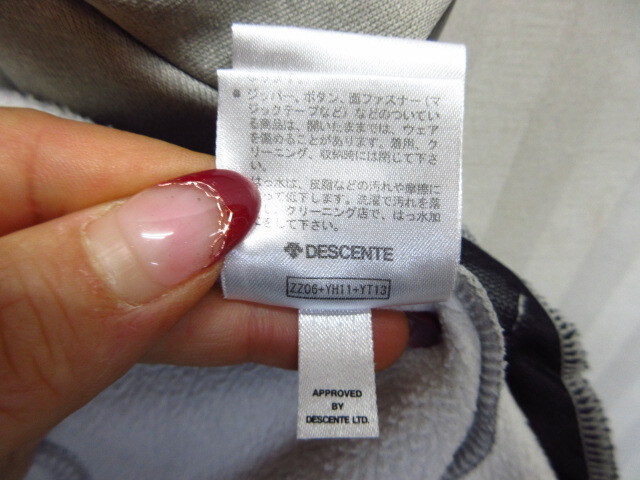 ● ジッパー、ボタン、面ファスナー(マ
ジックテープなど)などのついてい
る商品は、開いたままでは、ウェア
を傷めることがあります。着用、ク
リーニング、収納時には閉じて下さ
い。
はっ水は、皮脂などの汚れや摩擦に
って低下します。洗濯で汚れを落
、クリーニング店で、はっ水加
をして下さい。
DESCENTE
ZZ06+YH11+YT13
APPROVED
BY
DESCENTE LTD.